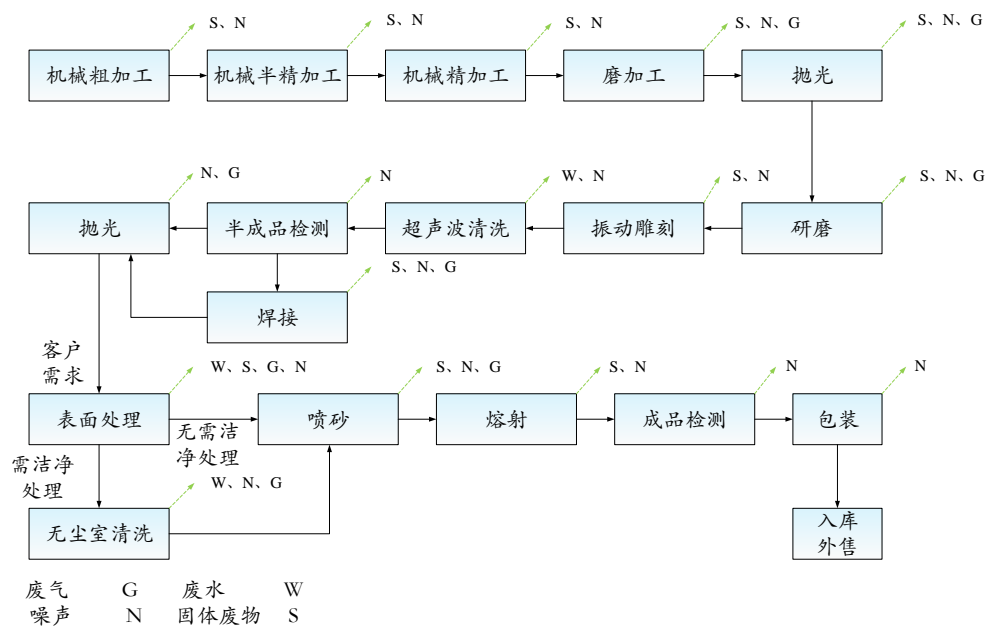 S、N
S、N
S、N
S、N、G
S、N、G
机械粗加工
机械半精加工
机械精加工
磨加工
抛光
N、G
N
W、N
S、N
S、N、G
抛光
半成品检测
超声波清洗
振动雕刻
研磨
S、N、G
焊接
客户
需求
W、S、G、N
S、N、G
S、N
N
N
表面处理
无需洁
净处理
喷砂
熔射
成品检测
包装
需洁净
处理
W、N、G
无尘室清洗
入库
外售
废气 G 废水 W
噪声 N 固体废物 S